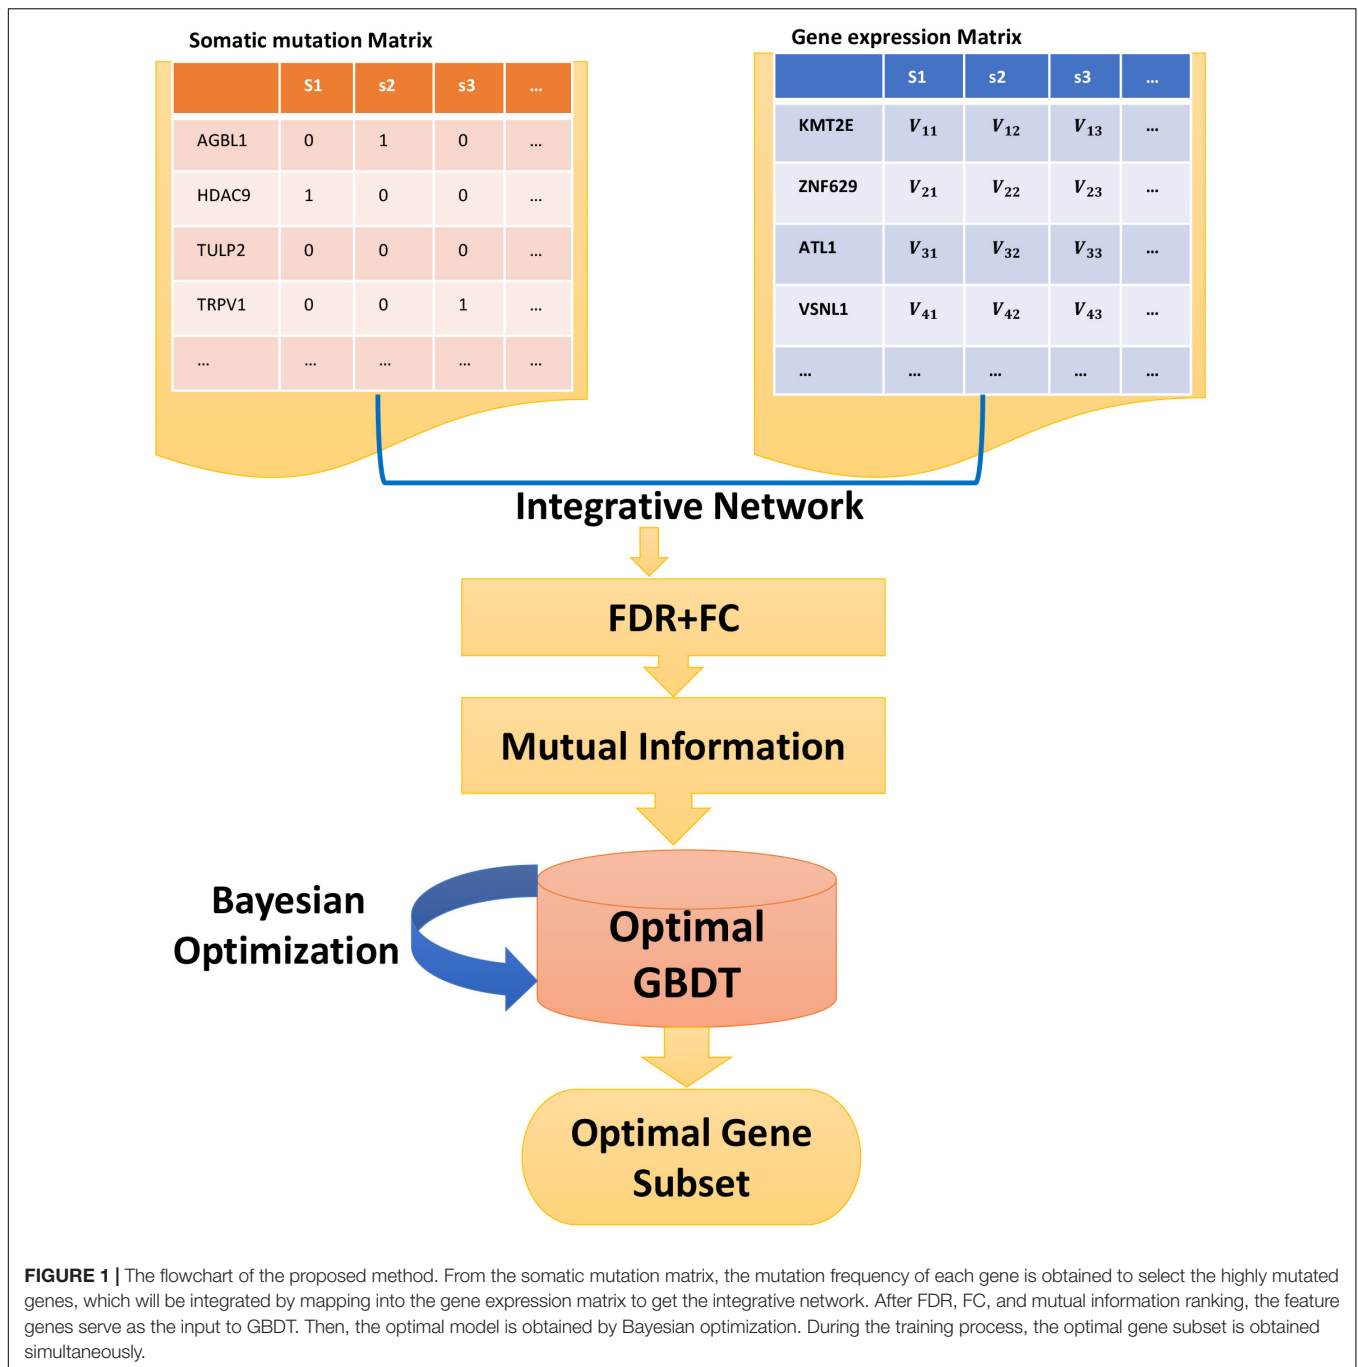 Somatic mutation Matrix
S1 s2 s3 ...
AGBL1 0 1 0 ...
HDAC9 1 0 0 ...
TULP2 0 0 0 ...
TRPV1 0 0 1 ...
... ... ... ... ...
Gene expression Matrix
S1 s2 s3 ...
KMT2E V₁₁ V₁₂ V₁₃ ...
ZNF629 V₂₁ V₂₂ V₂₃ ...
ATL1 V₃₁ V₃₂ V₃₃ ...
VSNL1 V₄₁ V₄₂ V₄₃ ...
... ... ... ... ...
Integrative Network
FDR+FC
Mutual Information
Bayesian
Optimization
Optimal
GBDT
Optimal Gene
Subset
FIGURE 1 | The flowchart of the proposed method. From the somatic mutation matrix, the mutation frequency of each gene is obtained to select the highly mutated
genes, which will be integrated by mapping into the gene expression matrix to get the integrative network. After FDR, FC, and mutual information ranking, the feature
genes serve as the input to GBDT. Then, the optimal model is obtained by Bayesian optimization. During the training process, the optimal gene subset is obtained
simultaneously.